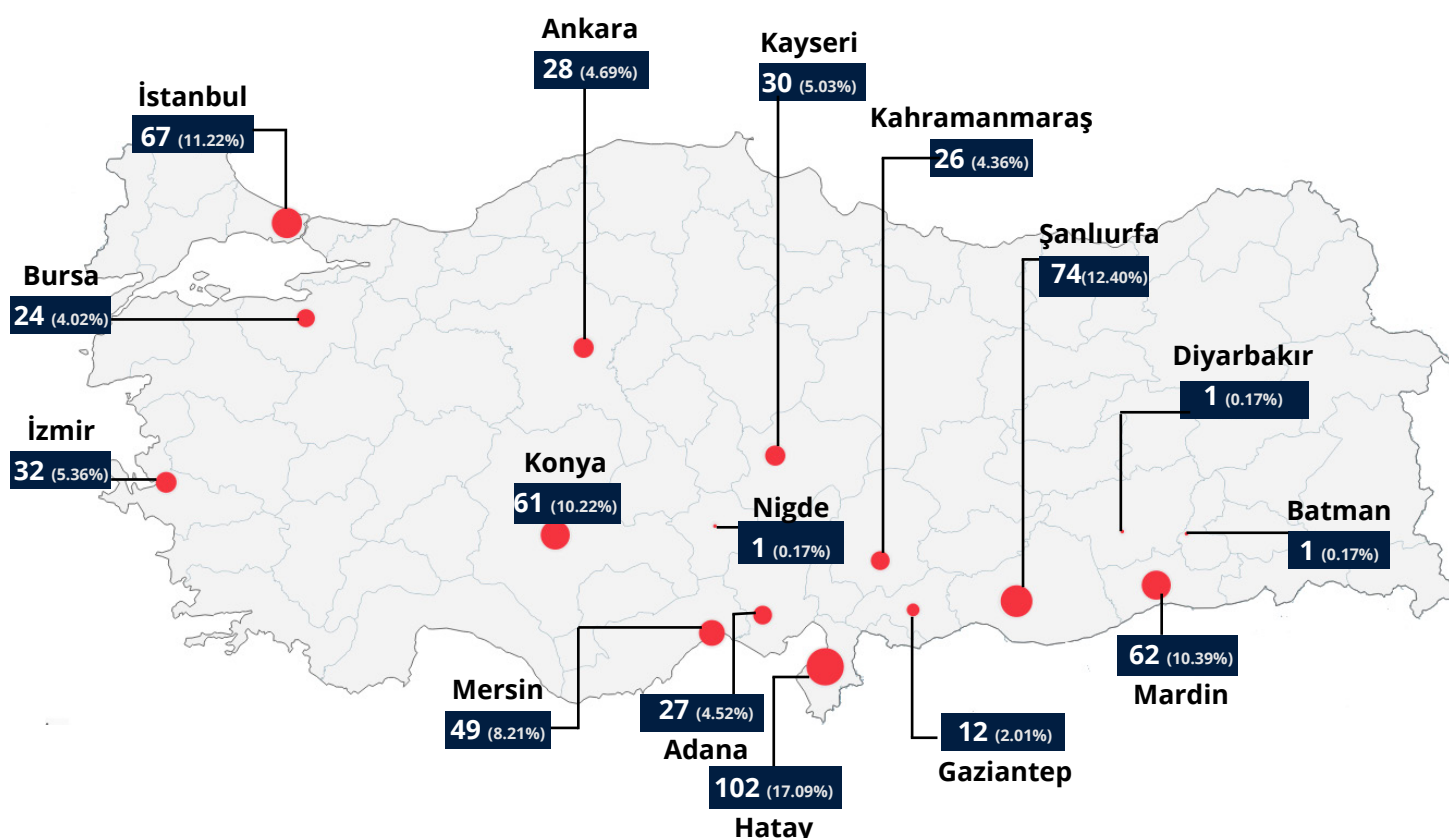 Ankara
28 (4.69%)
Kayseri
30 (5.03%)
İstanbul
67 (11.22%)
Kahramanmaraş
26 (4.36%)
Şanlıurfa
74(12.40%)
Bursa
24 (4.02%)
Diyarbakır
1 (0.17%)
İzmir
32 (5.36%)
Konya
61 (10.22%)
Nigde
1 (0.17%)
Batman
1 (0.17%)
62 (10.39%)
Mardin
Mersin
49 (8.21%)
27 (4.52%)
Adana
12 (2.01%)
Gaziantep
102 (17.09%)
Hatay